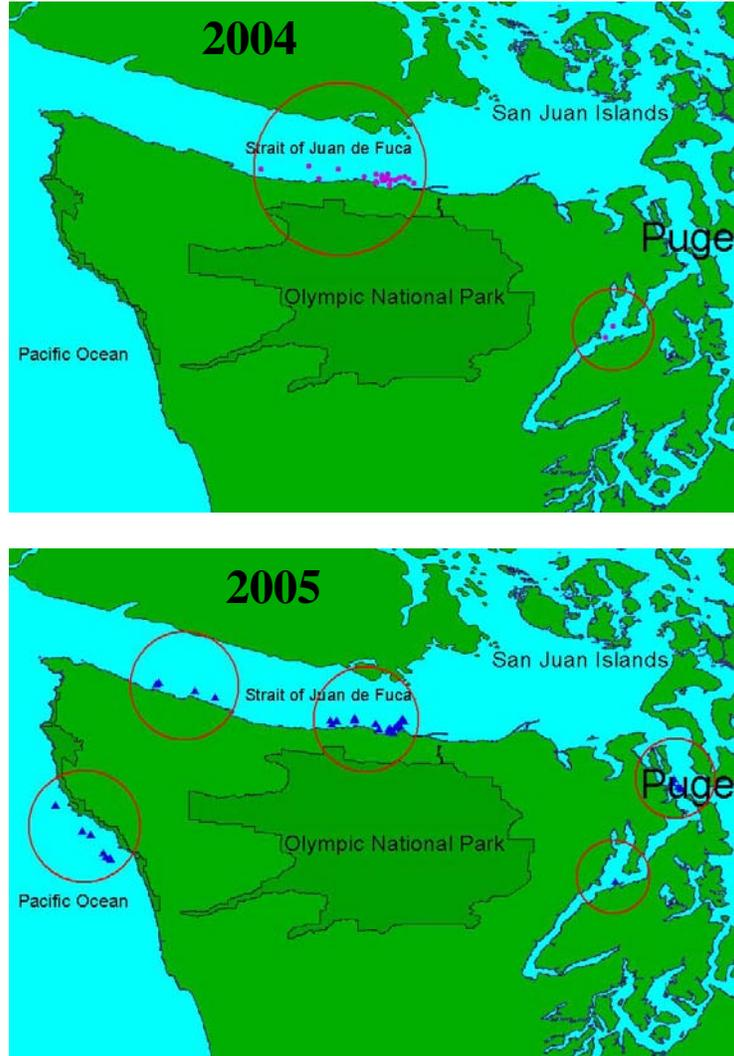 2004
San Juan Islands
Strait of Juan de Fuca
Puge
Olympic National Park
Pacific Ocean
2005
San Juan Islands
Strait of Juan de Fuca
Puge
Olympic National Park
Pacific Ocean